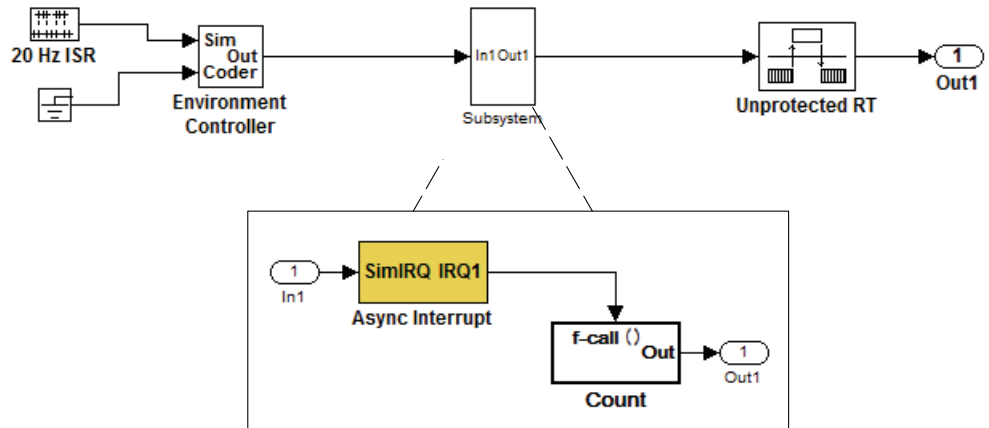 20 Hz ISR
Sim
Out
Coder
Environment
Controller
In1 Out1
Subsystem
Unprotected RT
1
Out1
1
In1
SimIRQ IRQ1
Async Interrupt
f-call ()
Out
Count
1
Out1